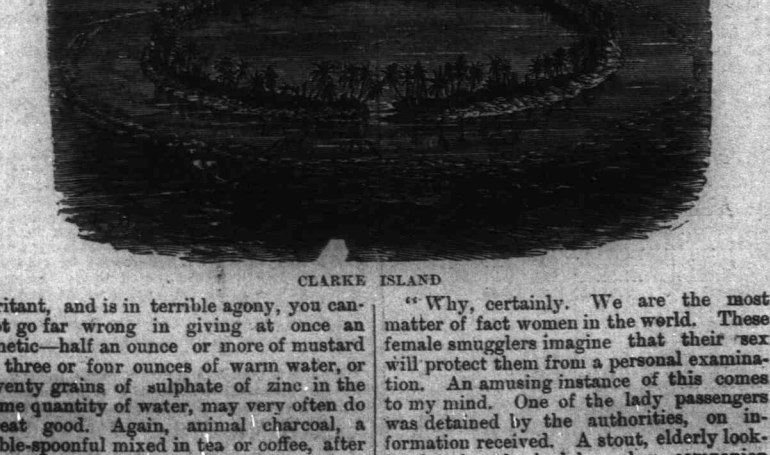 CLARKE ISLAND
ritant, and is in terrible agony, you can-
ot go far wrong in giving at once an
netic—half an ounce or more of mustard
three or four ounces of warm water, or
venty grains of sulphate of zinc in the
me quantity of water, may very often do
eat good. Again, animal charcoal, a
ble-spoonful mixed in tea or coffee, after
"Why, certainly. We are the most
matter of fact women in the world. These
female smugglers imagine that their sex
will protect them from a personal examina-
tion. An amusing instance of this comes
to my mind. One of the lady passengers
was detained by the authorities, on in-
formation received. A stout, elderly look-